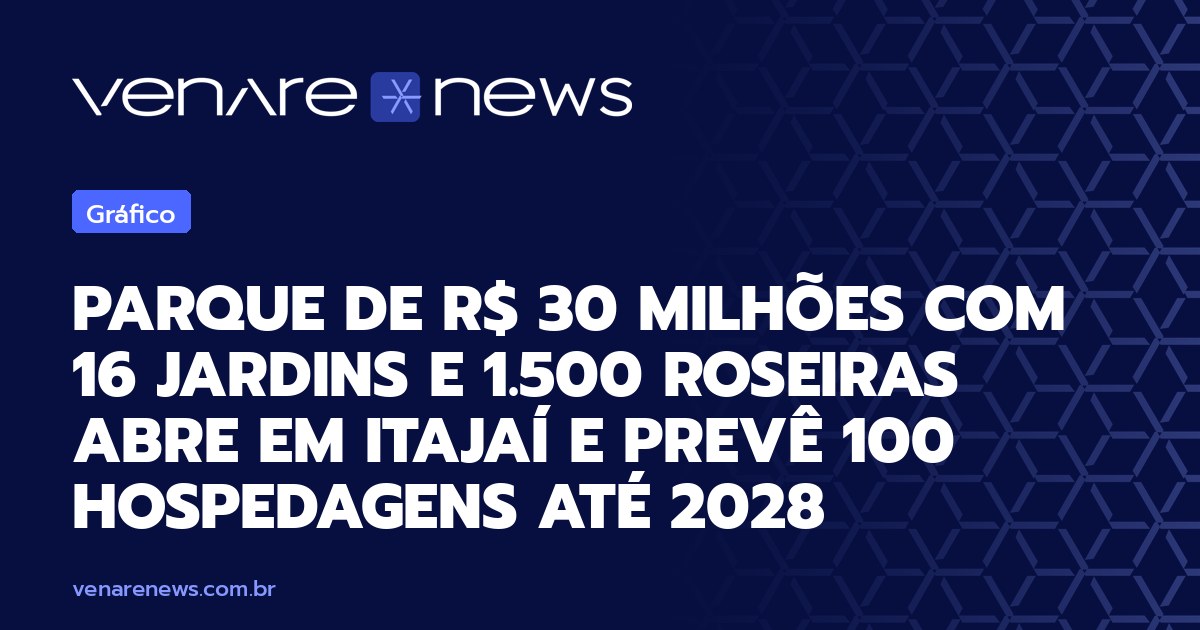 venare news
Gráfico
PARQUE DE R$ 30 MILHÕES COM
16 JARDINS E 1.500 ROSEIRAS
ABRE EM ITAJAÍ E PREVÊ 100
HOSPEDAGENS ATÉ 2028
venarenews.com.br